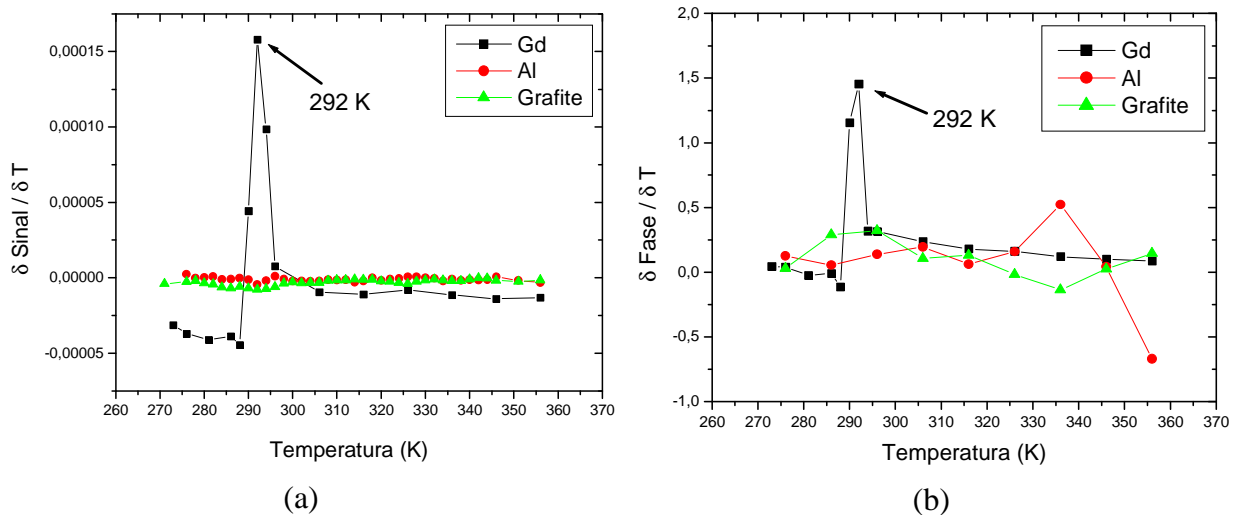 0,00015
0,00010
0,00005
0,00000
-0,00005
δ Sinal / δ T
Gd
Al
Grafite
292 K
260 270 280 290 300 310 320 330 340 350 360 370
Temperatura (K)
(a)
2,0
1,5
1,0
0,5
0,0
-0,5
-1,0
δ Fase / δ T
Gd
Al
Grafite
292 K
260 270 280 290 300 310 320 330 340 350 360 370
Temperatura (K)
(b)